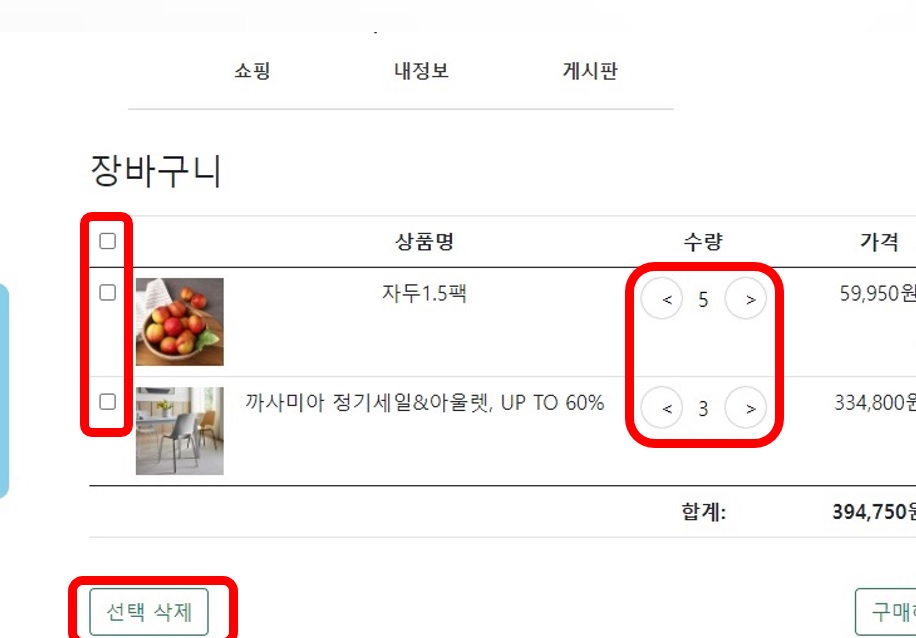 쇼핑 내정보 게시판
장바구니
상품명 수량 가격
자두1.5팩 < 5 > 59,950원
까사미아 정기세일&아울렛, UP TO 60% < 3 > 334,800원
합계: 394,750원
선택 삭제 구매